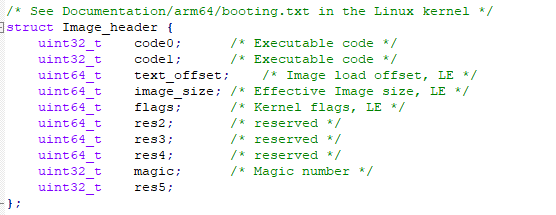 /* See Documentation/arm64/booting.txt in the Linux kernel */
struct Image_header {
    uint32_t    code0;        /* Executable code */
    uint32_t    code1;        /* Executable code */
    uint64_t    text_offset;    /* Image load offset, LE */
    uint64_t    image_size; /* Effective Image size, LE */
    uint64_t    flags;        /* Kernel flags, LE */
    uint64_t    res2;        /* reserved */
    uint64_t    res3;        /* reserved */
    uint64_t    res4;        /* reserved */
    uint32_t    magic;        /* Magic number */
    uint32_t    res5;
};